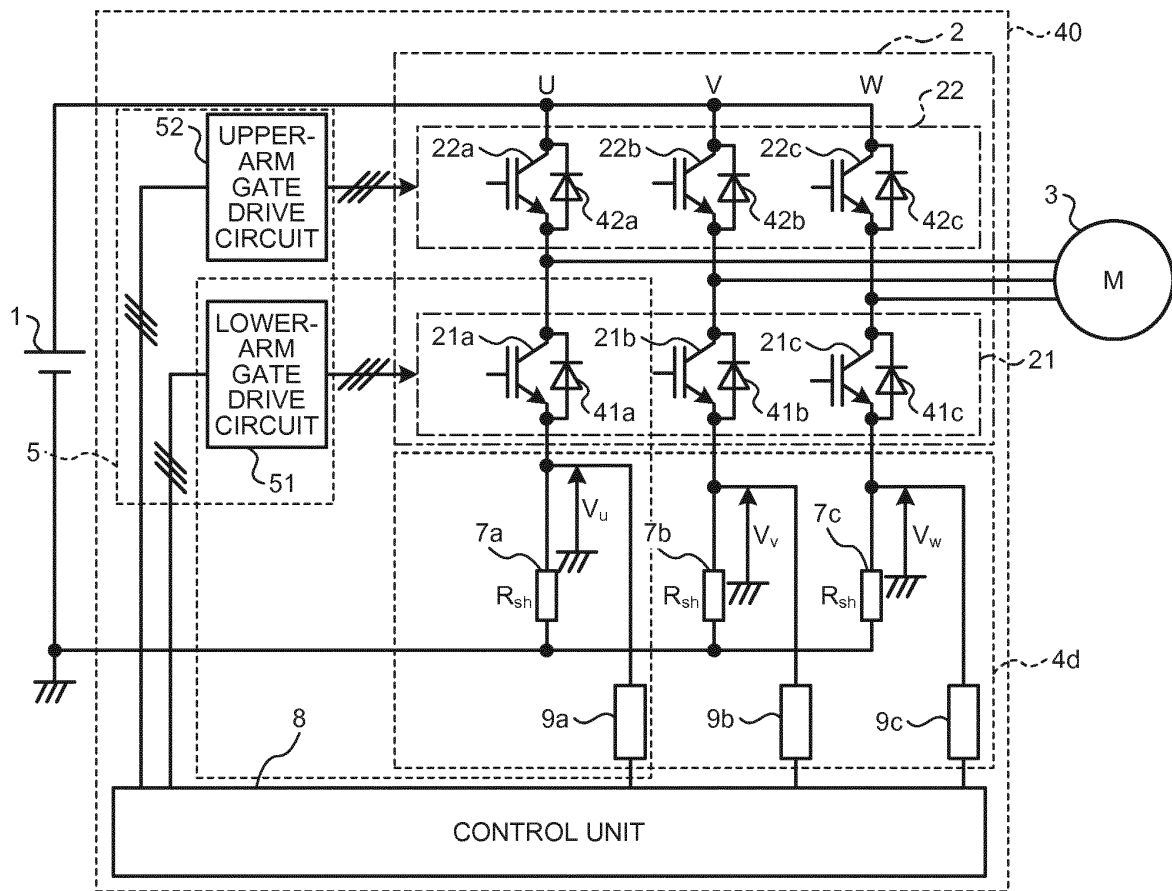 2
40
U
V
W
22
52
UPPER-
ARM
GATE
DRIVE
CIRCUIT
22a
22b
22c
42a
42b
42c
3
M
1
LOWER-
ARM
GATE
DRIVE
CIRCUIT
21a
21b
21c
21
41a
41b
41c
5
51
Vu
Vv
Vw
7a
7b
7c
Rsh
Rsh
Rsh
4d
9a
9b
9c
8
CONTROL UNIT